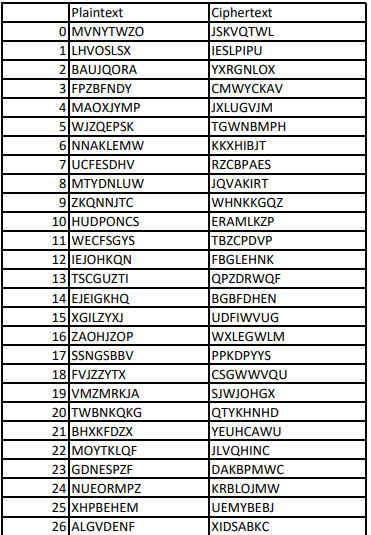 Plaintext Ciphertext
0 MVNYTWZO JSKVQTWL
1 LHVOSLSX IESLPIPU
2 BAUJQORA YXRGNLOX
3 FPZBFNDY CMWYCKAV
4 MAOXJYMP JXLUGVJM
5 WJZQEPSK TGWNBMPH
6 NNAKLEMW KKXHIBJT
7 UCFESDHV RZCBPAES
8 MTYDNLUW JQVAKIRT
9 ZKQNNJTC WHNKKGQZ
10 HUDPONCS ERAMLKZP
11 WECFSGYS TBZCPDVP
12 IEJOHKQN FBGLEHNK
13 TSCGUZTI QPZDRWQF
14 EJEIGKHQ BGBFDHEN
15 XGILZYXJ UDFIWVUG
16 ZAOHJZOP WXLEGWLM
17 SSNGSBBV PPKDPYYS
18 FVJZZYTX CSGWWVQU
19 VMZMRKJA SJWJOHGX
20 TWBNKQKG QTYKHNHD
21 BHXKFDZX YEUHCAWU
22 MOYTKLQF JLVQHINC
23 GDNESPZF DAKBPMWC
24 NUEORMPZ KRBLOJMW
25 XHPBEHEM UEMYBEBJ
26 ALGVDENF XIDSABKC